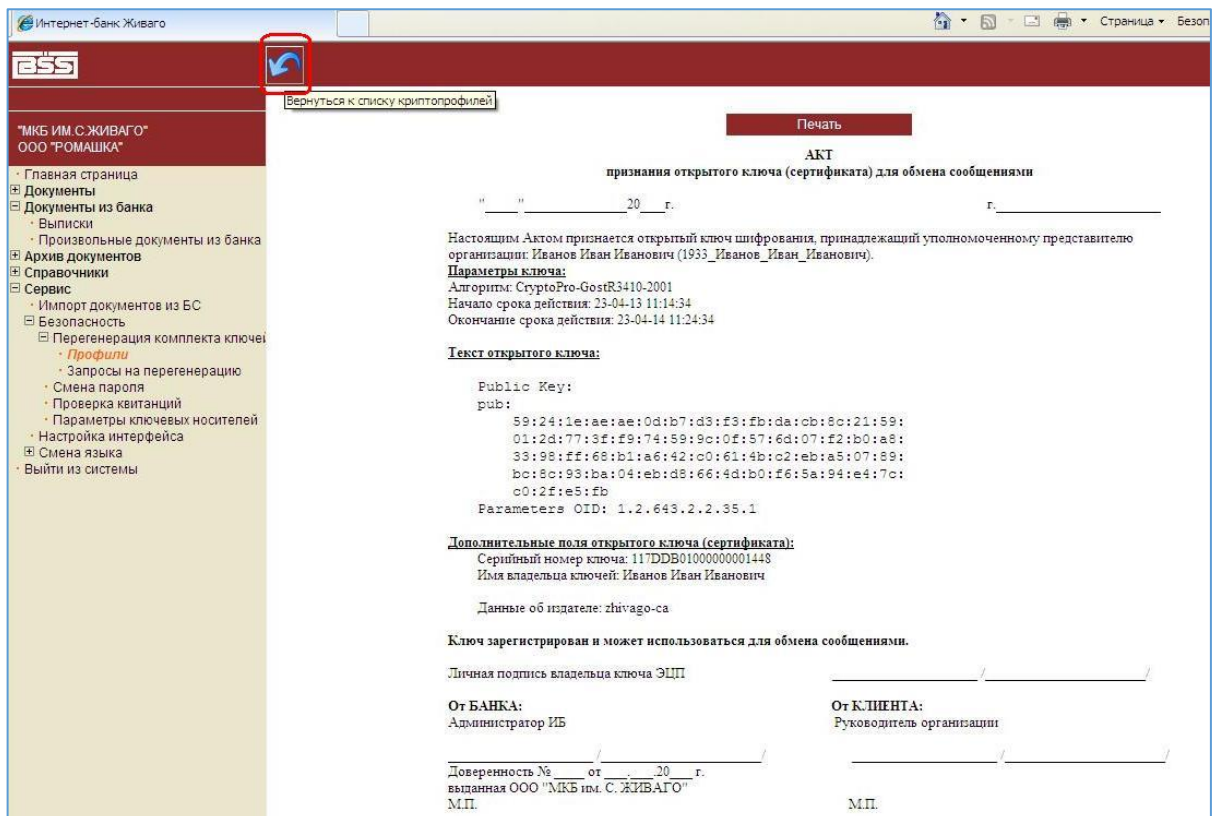 Интернет-банк Живаго
Страница
Безоп
BSS
Вернуться к списку криптопрофилей
"МКБ ИМ.С.ЖИВАГО"
ООО "РОМАШКА"
Главная страница
Документы
Документы из банка
Выписки
Произвольные документы из банка
Архив документов
Справочники
Сервис
Импорт документов из БС
Безопасность
Перегенерация комплекта ключей
Профили
Запросы на перегенерацию
Смена пароля
Проверка квитанций
Параметры ключевых носителей
Настройка интерфейса
Смена языка
Выйти из системы
Печать
АКТ
признания открытого ключа (сертификата) для обмена сообщениями
"____"______________20___г. г.______________________
Настоящим Актом признается открытый ключ шифрования, принадлежащий уполномоченному представителю
организации: Иванов Иван Иванович (1933_Иванов_Иван_Иванович).
Параметры ключа:
Алгоритм: CryptoPro-GostR3410-2001
Начало срока действия: 23-04-13 11:14:34
Окончание срока действия: 23-04-14 11:24:34
Текст открытого ключа:
Public Key:
pub:
59:24:1e:ae:ae:0d:b7:d3:f3:fb:da:cb:8c:21:59:
01:2d:77:3f:f9:74:59:9c:0f:57:6d:07:f2:b0:a8:
33:98:ff:68:b1:a6:42:c0:61:4b:c2:eb:a5:07:89:
bc:8c:93:ba:04:eb:d8:66:4d:b0:f6:5a:94:e4:7c:
c0:2f:e5:fb
Parameters OID: 1.2.643.2.2.35.1
Дополнительные поля открытого ключа (сертификата):
Серийный номер ключа: 117DDB01000000001448
Имя владельца ключей: Иванов Иван Иванович
Данные об издателе: zhivago-ca
Ключ зарегистрирован и может использоваться для обмена сообщениями.
Личная подпись владельца ключа ЭЦП ____________________/______________________/
От БАНКА: От КЛИЕНТА:
Администратор ИБ Руководитель организации
____________________/______________________/ ____________________/______________________/
Доверенность № ____ от ___.___.20___ г.
выданная ООО "МКБ им. С. ЖИВАГО"
М.П. М.П.